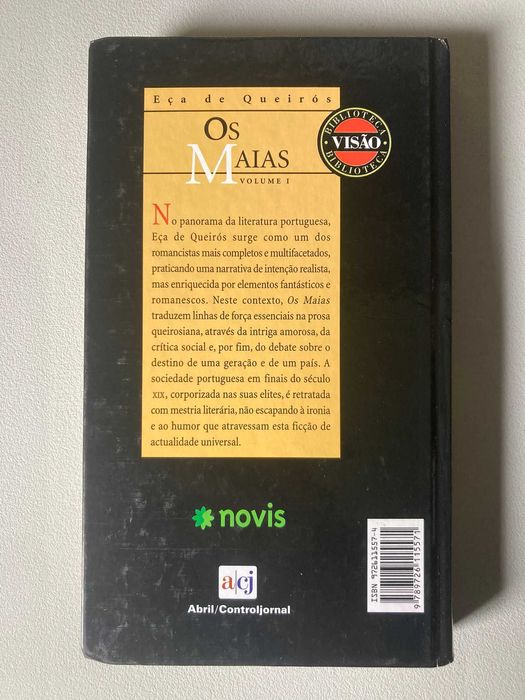 Eça de Queirós
OS
MAIAS
VOLUME I
BIBLIOTECA
VISÃO
BIBLIOTECA
No panorama da literatura portuguesa,
Eça de Queirós surge como um dos
romancistas mais completos e multifacetados,
praticando uma narrativa de intenção realista,
mas enriquecida por elementos fantásticos e
romanescos. Neste contexto, Os Maias
traduzem linhas de força essenciais na prosa
queirosiana, através da intriga amorosa, da
crítica social e, por fim, do debate sobre o
destino de uma geração e de um país. A
sociedade portuguesa em finais do século
XIX, corporizada nas suas elites, é retratada
com mestria literária, não escapando à ironia
e ao humor que atravessam esta ficção de
actualidade universal.
novis
a/cj
Abril/Controljornal
ISBN 972611557-4
9 789726 115571